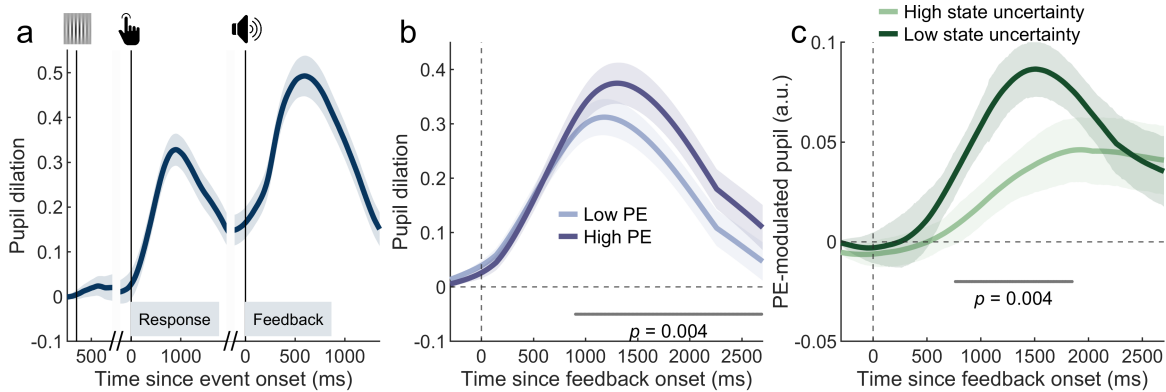 a
Pupil dilation
0.5
0.4
0.3
0.2
0.1
0
-0.1
Response
Feedback
500
0
1000
0
500
1000
Time since event onset (ms)
b
Pupil dilation
0.4
0.3
0.2
0.1
0
-0.1
Low PE
High PE
p = 0.004
0
500
1000
1500
2000
2500
Time since feedback onset (ms)
High state uncertainty
Low state uncertainty
c
PE-modulated pupil (a.u.)
0.1
0.05
0
-0.05
p = 0.004
0
500
1000
1500
2000
2500
Time since feedback onset (ms)